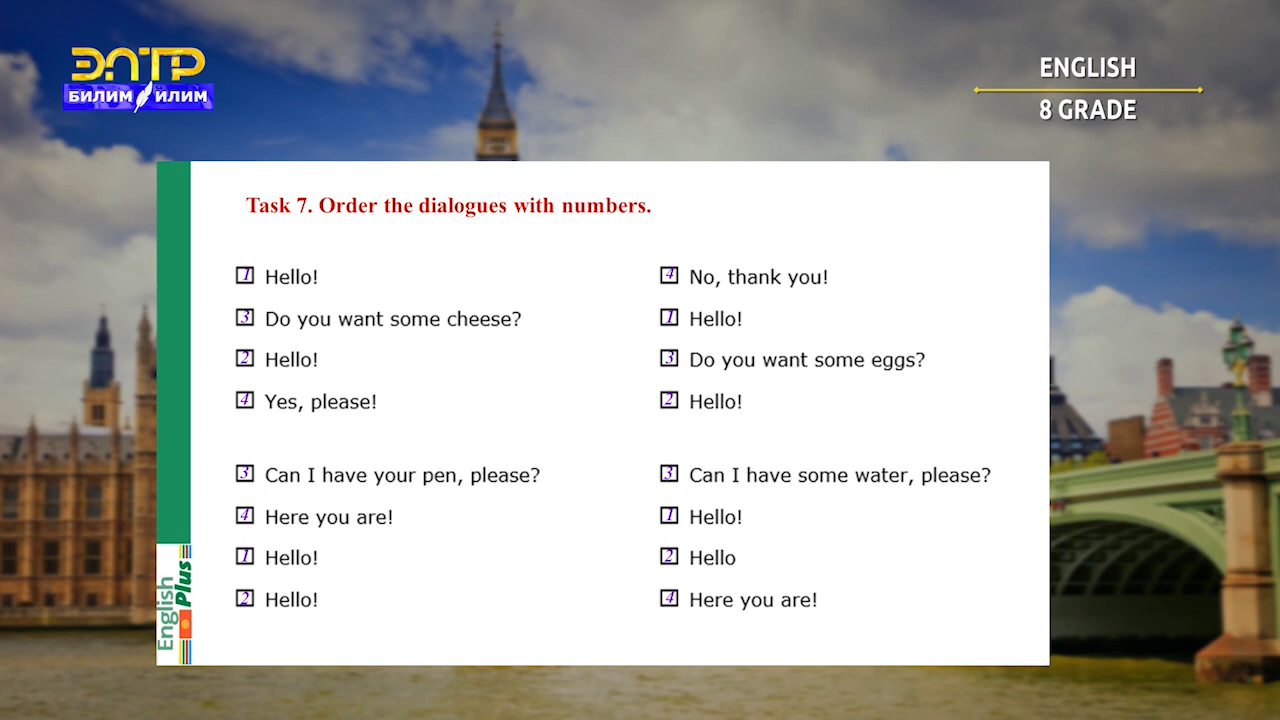 ЭЛТР
БИЛИМ ИЛИМ
ENGLISH
8 GRADE
Task 7. Order the dialogues with numbers.
1 Hello!
3 Do you want some cheese?
2 Hello!
4 Yes, please!
4 No, thank you!
1 Hello!
3 Do you want some eggs?
2 Hello!
3 Can I have your pen, please?
4 Here you are!
1 Hello!
2 Hello!
3 Can I have some water, please?
1 Hello!
2 Hello
4 Here you are!
English
Plus